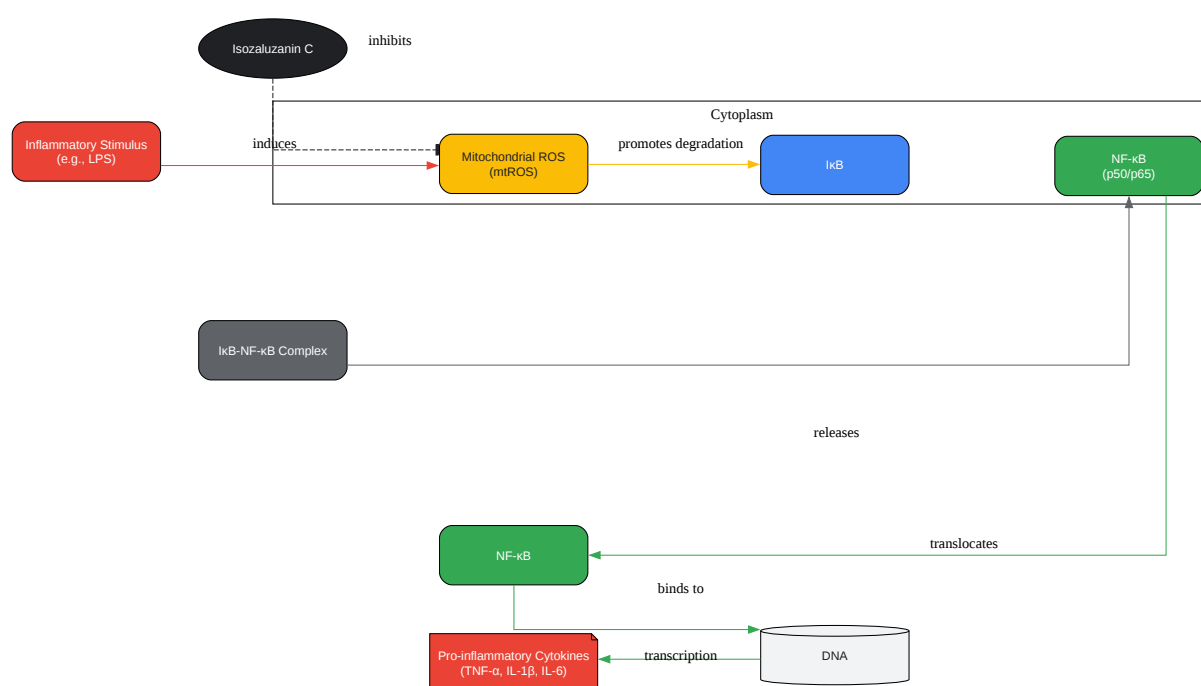 Isozaluzanin C
inhibits
Cytoplasm
Inflammatory Stimulus
(e.g., LPS)
induces
Mitochondrial ROS
(mtROS)
promotes degradation
IκB
NF-κB
(p50/p65)
IκB-NF-κB Complex
releases
translocates
NF-κB
binds to
Pro-inflammatory Cytokines
(TNF-α, IL-1β, IL-6)
transcription
DNA